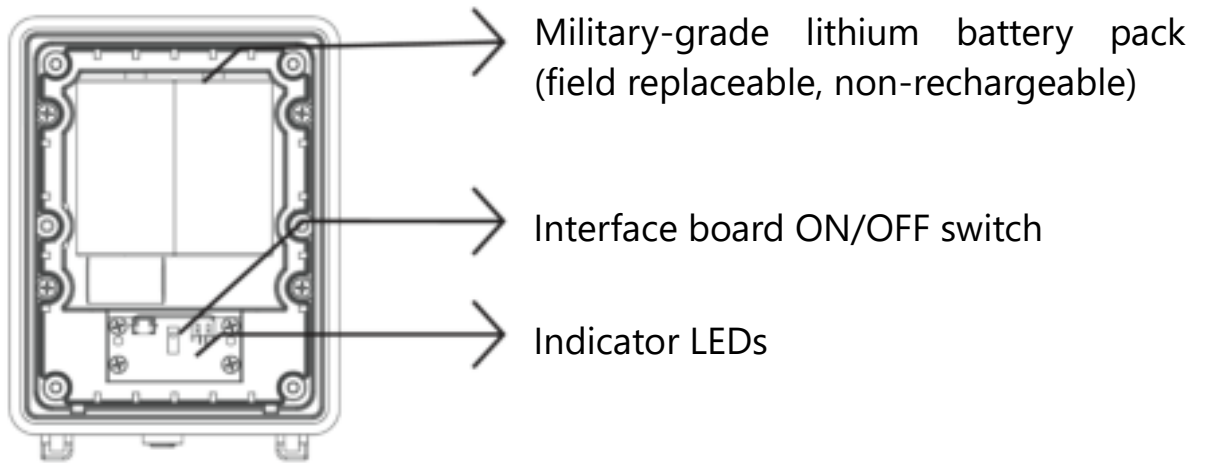 Military-grade lithium battery pack
(field replaceable, non-rechargeable)
Interface board ON/OFF switch
Indicator LEDs